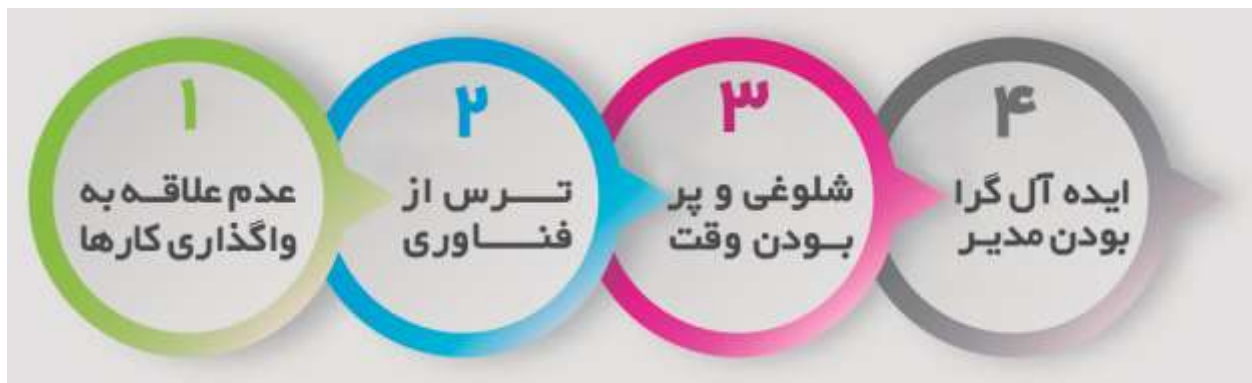 ۱
عدم علاقه به
واگذاری کارها
۲
ترس از
فناوری
۳
شلوغی و پر
بودن وقت
۴
ایده آل گرا
بودن مدیر